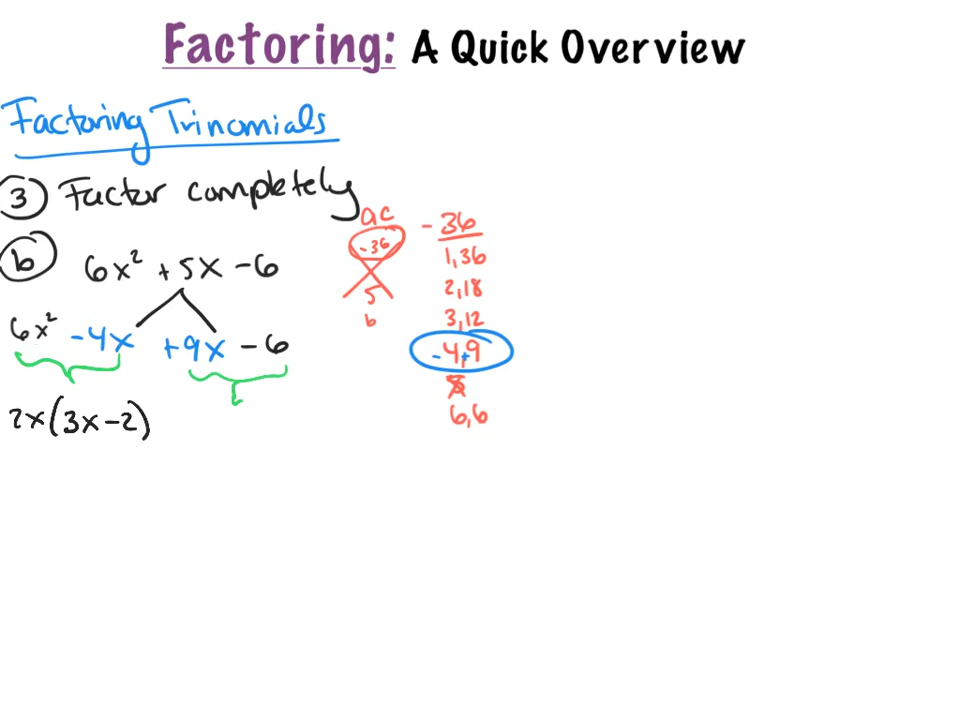 Factoring: A Quick Overview
Factoring Trinomials
3 Factor completely
b 6x² + 5x - 6
6x² - 4x + 9x - 6
2x(3x - 2)
ac
-36
5
b
- 36
1, 36
2, 18
3, 12
- 4, + 9
6, 6